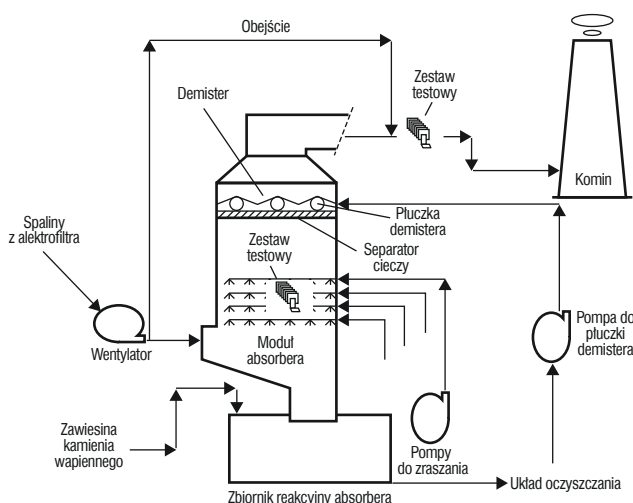 Obejście
Zestaw
testowy
Demister
Komin
Spaliny
z alektrofiltra
Płuczka
demistera
Zestaw
testowy
Separator
cieczy
Wentylator
Moduł
absorbera
Pompa do
płuczki
demistera
Zawiesina
kamienia
wapiennego
Pompy
do zraszania
Układ oczyszczania
Zbiornik reakcyjny absorbera